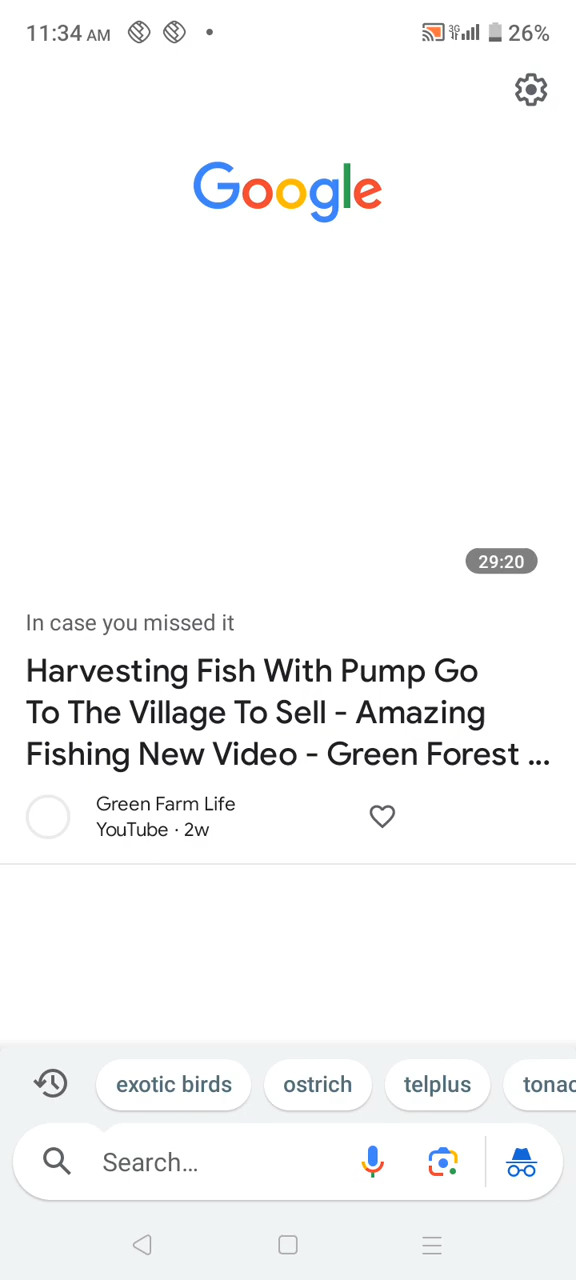 11:34 AM
3G
26%
Google
29:20
In case you missed it
Harvesting Fish With Pump Go
To The Village To Sell - Amazing
Fishing New Video - Green Forest ...
Green Farm Life
YouTube · 2w
exotic birds
ostrich
telplus
tonac
Search...